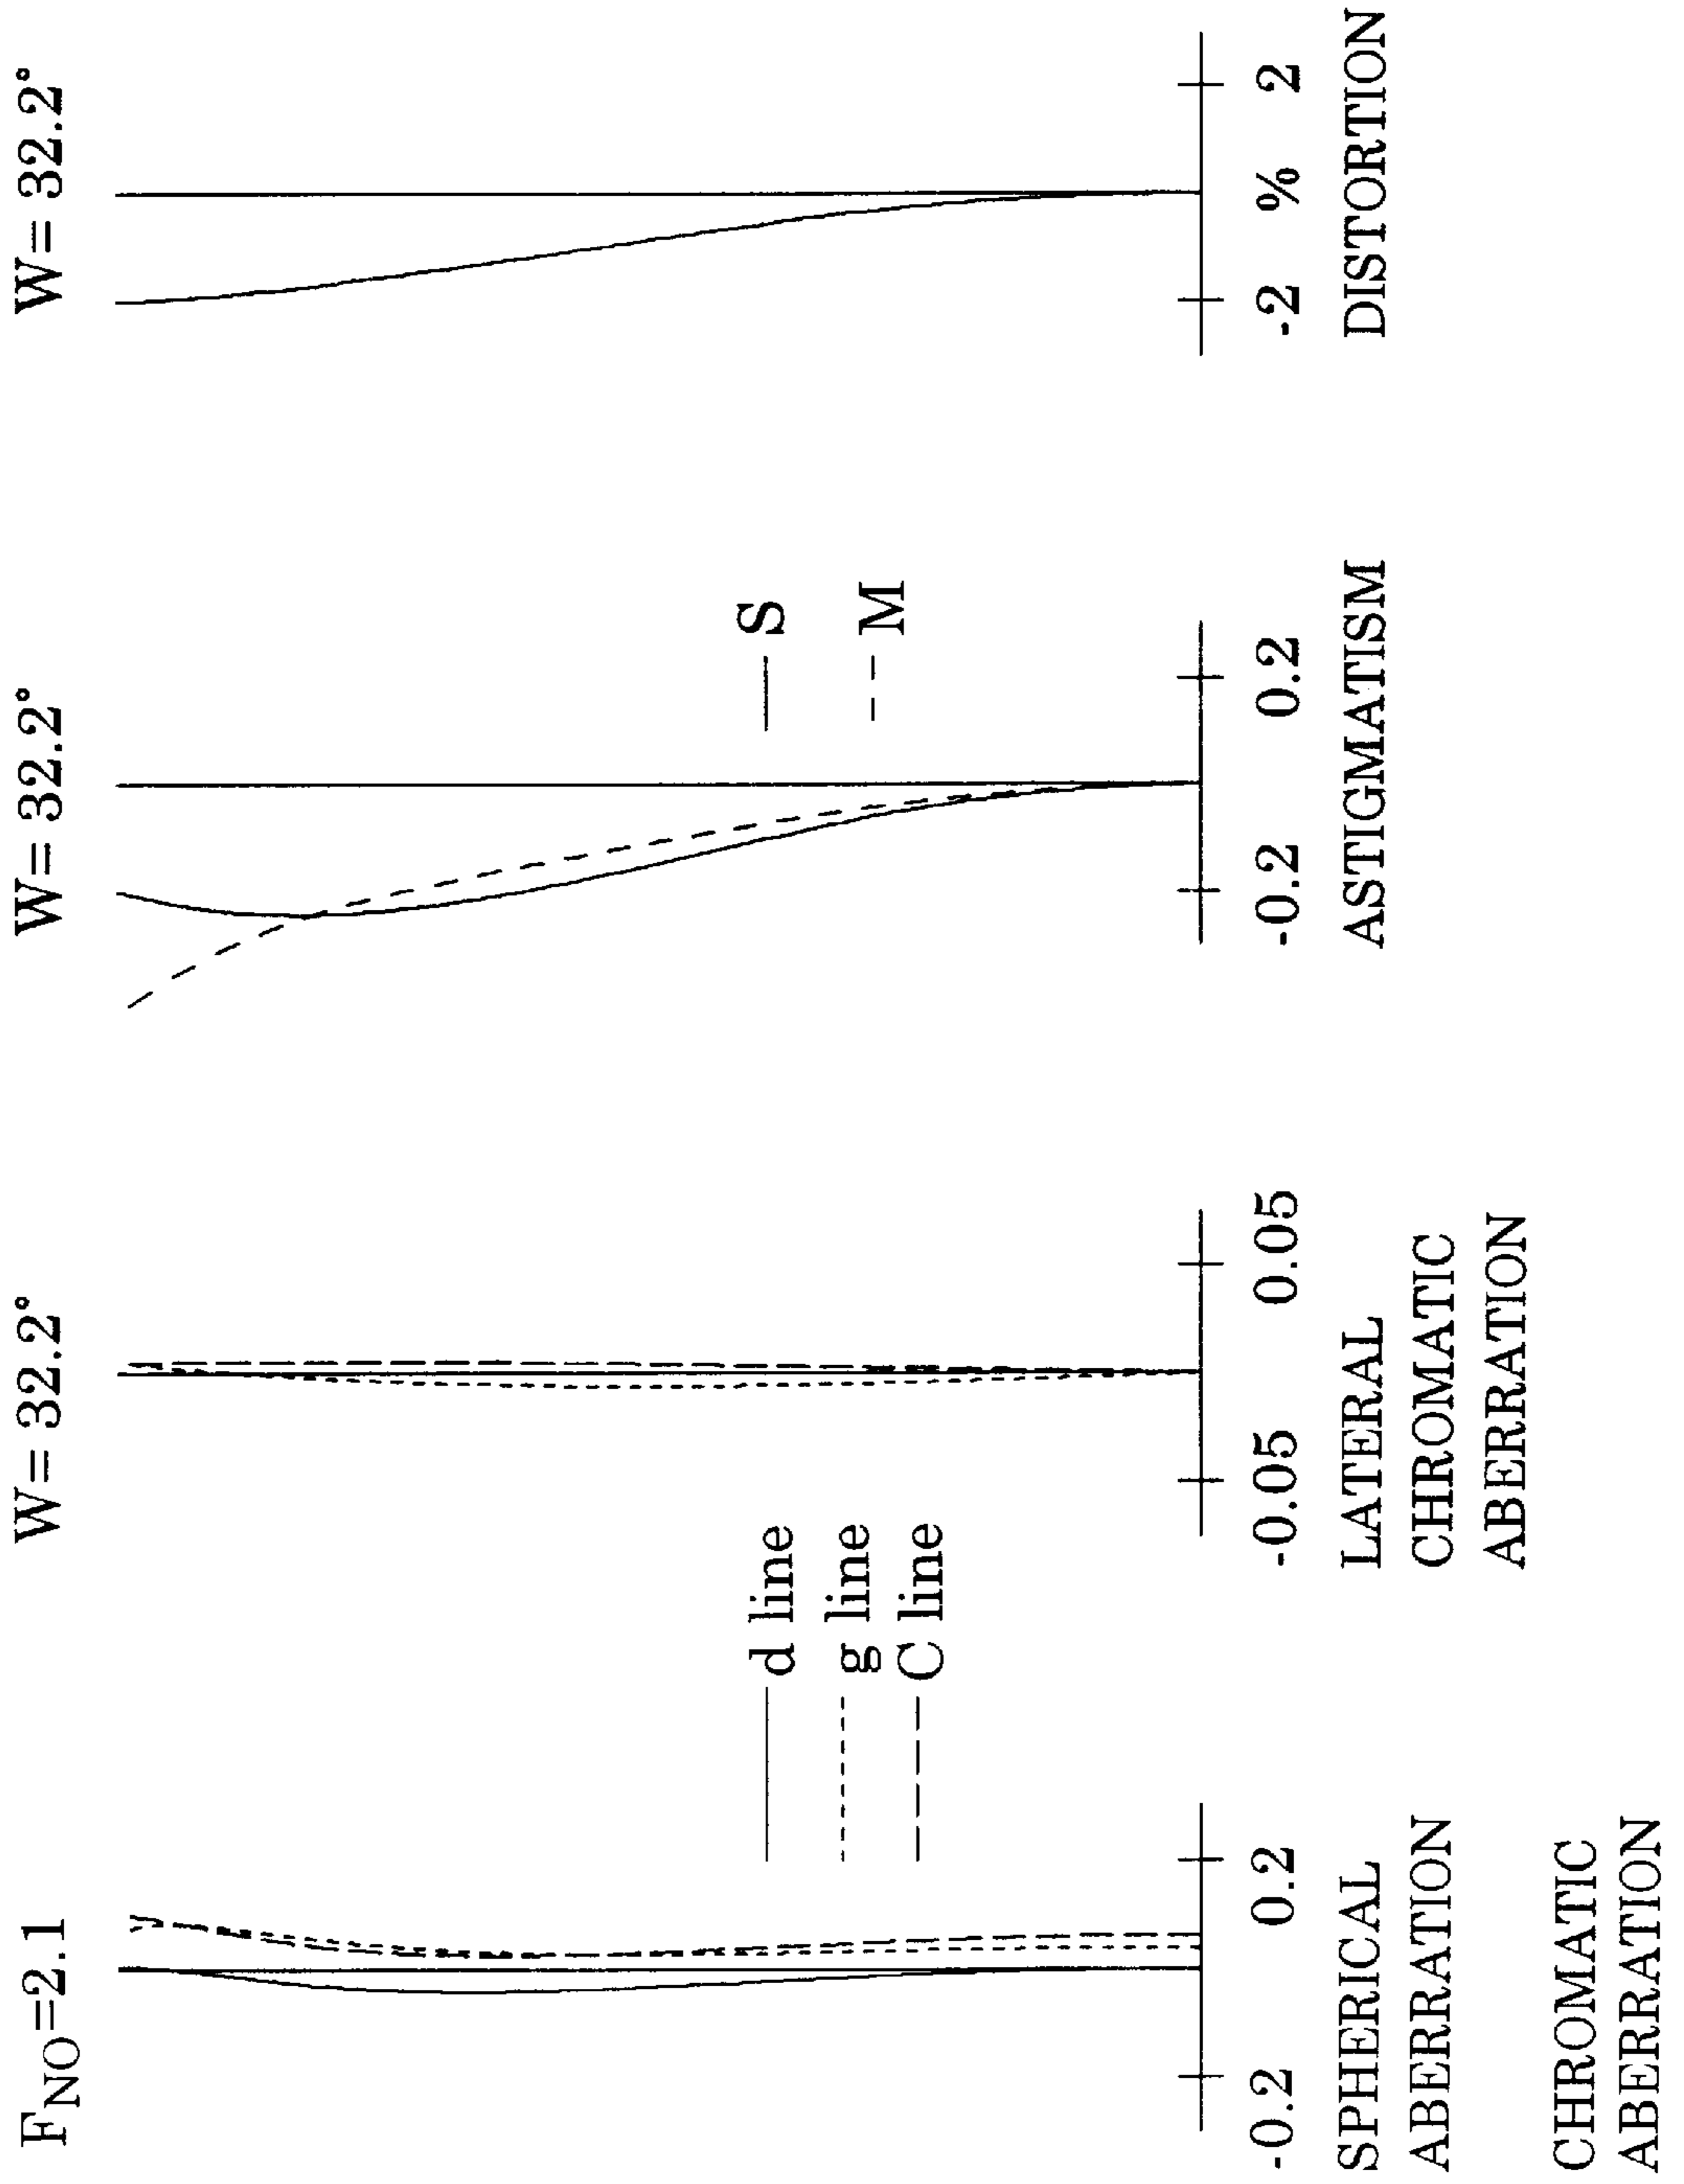 F NO=2.1
-0.2
0.2
SPHERICAL
ABERRATION
CHROMATIC
ABERRATION
d line
g line
C line
W= 32.2°
-0.05
0.05
LATERAL
CHROMATIC
ABERRATION
W= 32.2°
S
M
-0.2
0.2
ASTIGMATISM
W= 32.2°
-2
%
2
DISTORTION